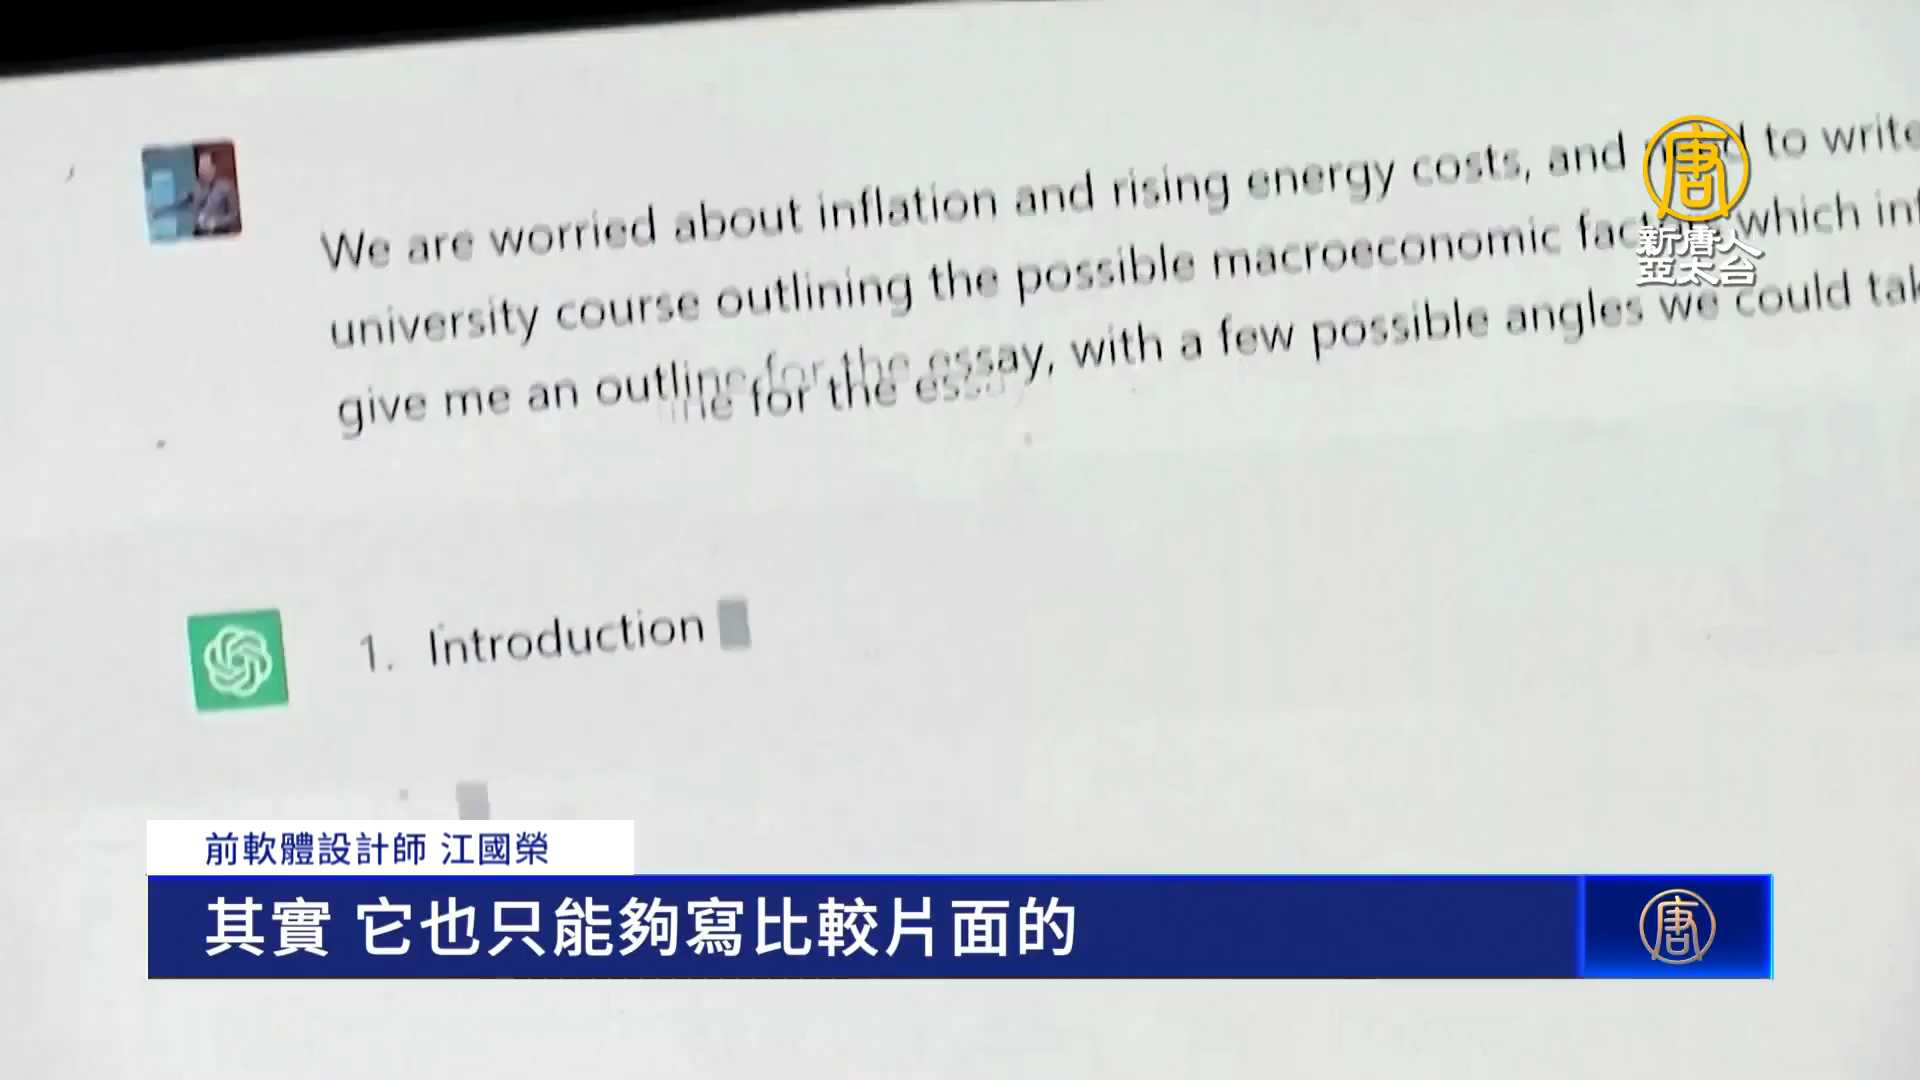 We are worried about inflation and rising energy costs, and to write
university course outlining the possible macroeconomic which
give me an outline for the essay, with a few possible angles we could
1. Introduction
唐
新唐人
亞太台
前軟體設計師 江國榮
其實 它也只能夠寫比較片面的
唐